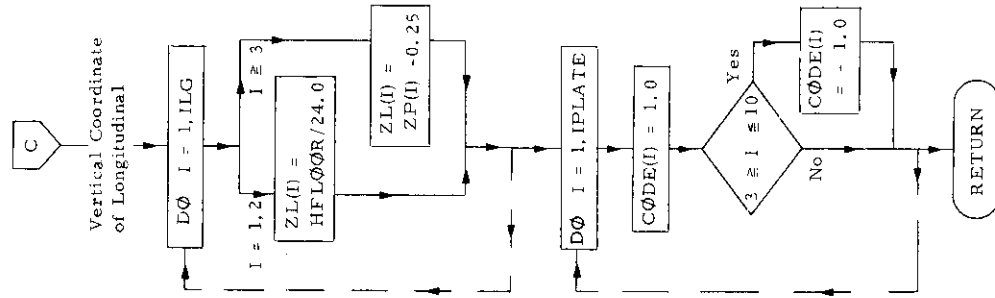 C
Vertical Coordinate
of Longitudinal
DØ I = 1,ILG
I = 1,2
I ≧ 3
ZL(I) =
HFLØØR/24.0
ZL(I) =
ZP(I) -0.25
DØ I = 1,IPLATE
CØDE(I) = 1.0
3 ≦ I ≦ 10
Yes
No
CØDE(I)
= - 1.0
RETURN